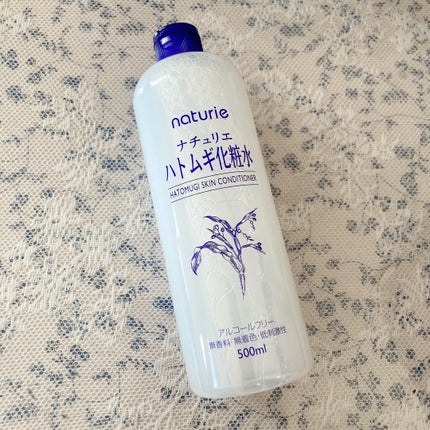 naturie
ナチュリエ
ハトムギ化粧水
HATOMUGI SKIN CONDITIONER
アルコールフリー
無香料・無着色・低刺激性
500ml